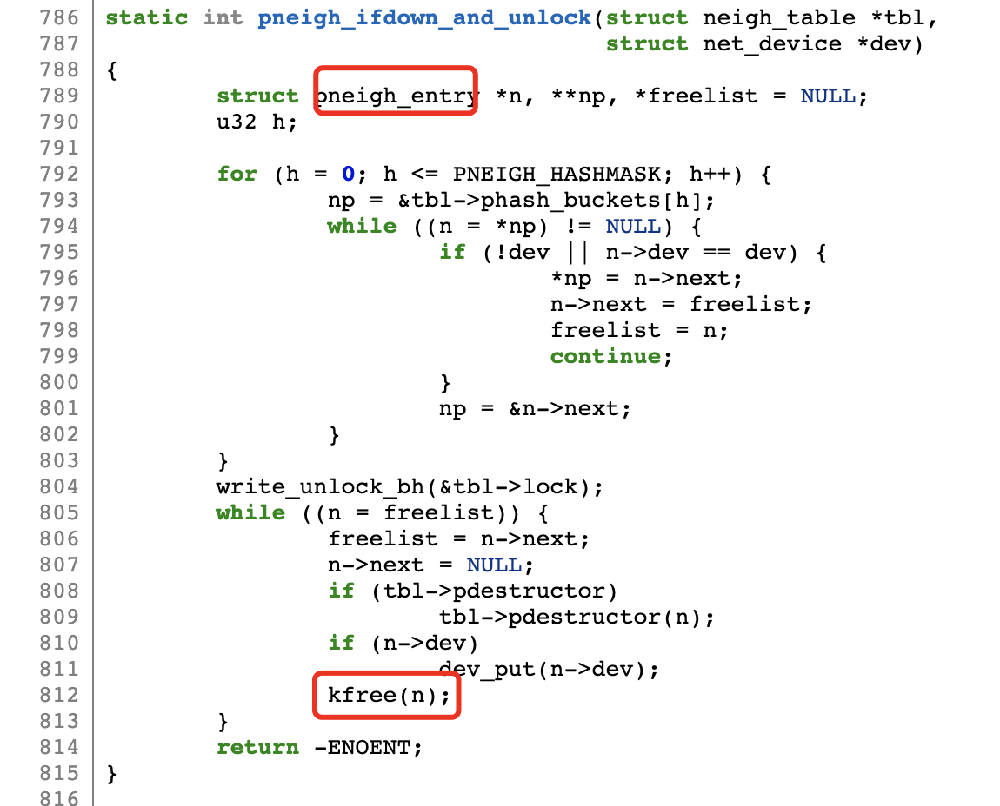 786 static int pneigh_ifdown_and_unlock(struct neigh_table *tbl,
787                                     struct net_device *dev)
788 {
789         struct pneigh_entry *n, **np, *freelist = NULL;
790         u32 h;
791
792         for (h = 0; h <= PNEIGH_HASHMASK; h++) {
793                 np = &tbl->phash_buckets[h];
794                 while ((n = *np) != NULL) {
795                         if (!dev || n->dev == dev) {
796                                 *np = n->next;
797                                 n->next = freelist;
798                                 freelist = n;
799                                 continue;
800                         }
801                         np = &n->next;
802                 }
803         }
804         write_unlock_bh(&tbl->lock);
805         while ((n = freelist)) {
806                 freelist = n->next;
807                 n->next = NULL;
808                 if (tbl->pdestructor)
809                         tbl->pdestructor(n);
810                 if (n->dev)
811                         dev_put(n->dev);
812                 kfree(n);
813         }
814         return -ENOENT;
815 }
816